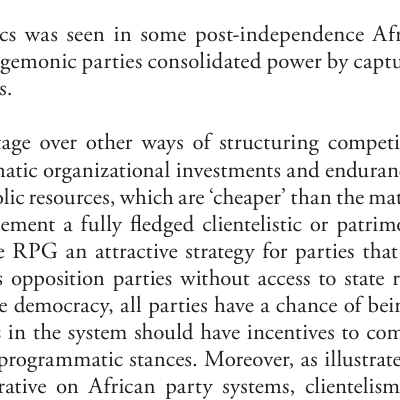 cs was seen in some post-independence Afr
gemonic parties consolidated power by captu
s.
tage over other ways of structuring competi
matic organizational investments and enduran
olic resources, which are ‘cheaper’ than the mat
lement a fully fledged clientelistic or patrimo
e RPG an attractive strategy for parties that
s opposition parties without access to state r
e democracy, all parties have a chance of bein
s in the system should have incentives to com
programmatic stances. Moreover, as illustrate
rative on African party systems, clientelism